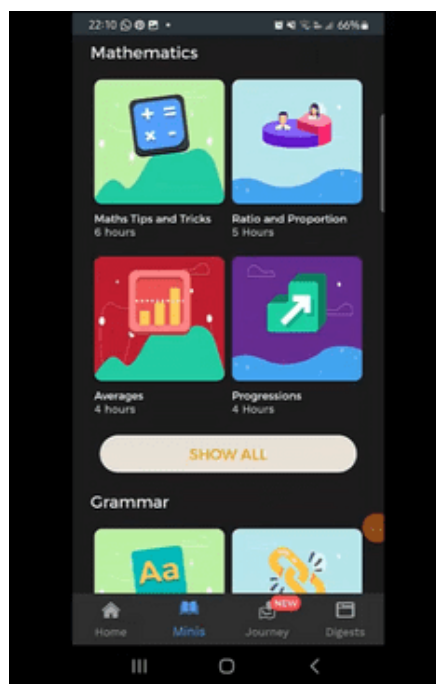 22:10 66%
Mathematics
Maths Tips and Tricks
6 hours
Ratio and Proportion
5 Hours
Averages
4 hours
Progressions
4 Hours
SHOW ALL
Grammar
Aa
NEW
Home Minis Journey Digests